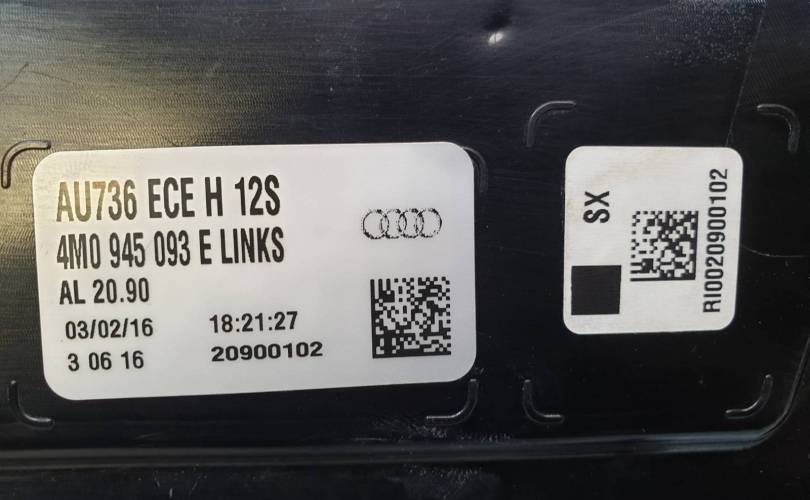 AU736 ECE H 12S
4M0 945 093 E LINKS
AL 20.90
03/02/16 18:21:27
3 06 16 20900102
SX
RI0020900102